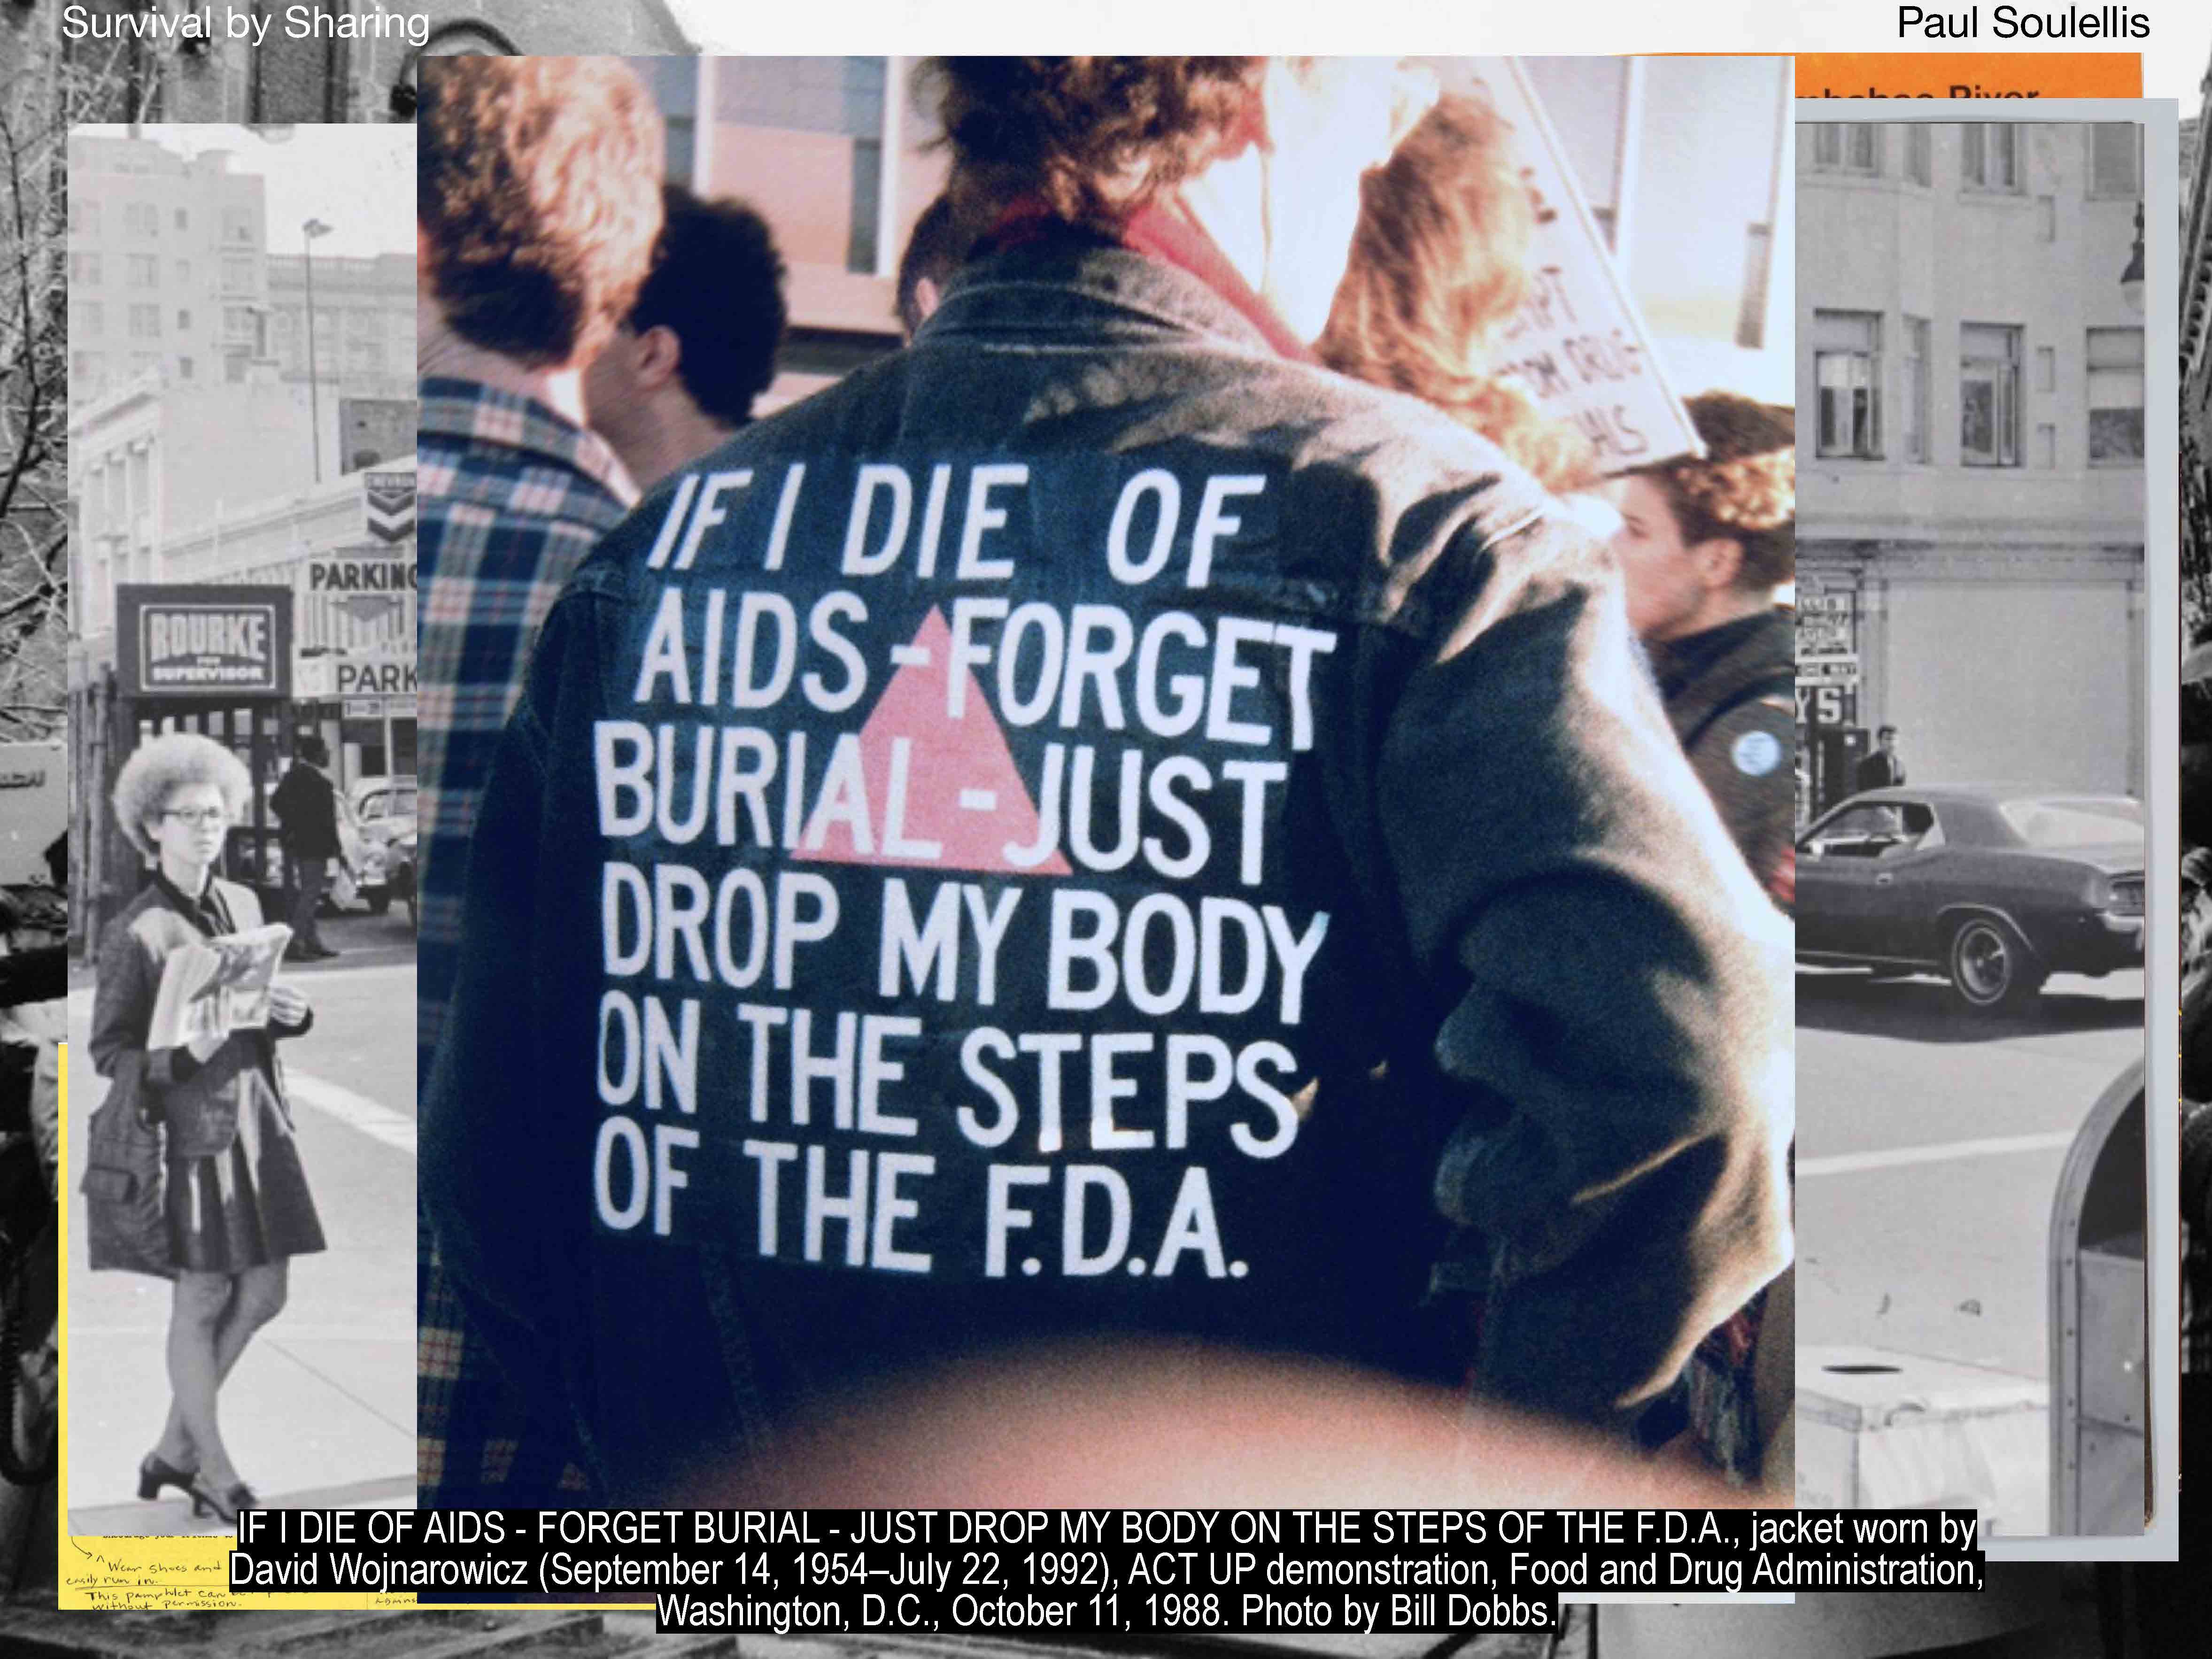 Survival by Sharing
Paul Soulellis
River
PARKING
ROURKE
SUPERVISOR
PARK
IF I DIE OF
AIDS - FORGET
BURIAL - JUST
DROP MY BODY
ON THE STEPS
OF THE F.D.A.
IF I DIE OF AIDS - FORGET BURIAL - JUST DROP MY BODY ON THE STEPS OF THE F.D.A., jacket worn by
David Wojnarowicz (September 14, 1954–July 22, 1992), ACT UP demonstration, Food and Drug Administration,
Washington, D.C., October 11, 1988. Photo by Bill Dobbs.
Wear shoes and
easily run in.
This pamphlet can
without permission.